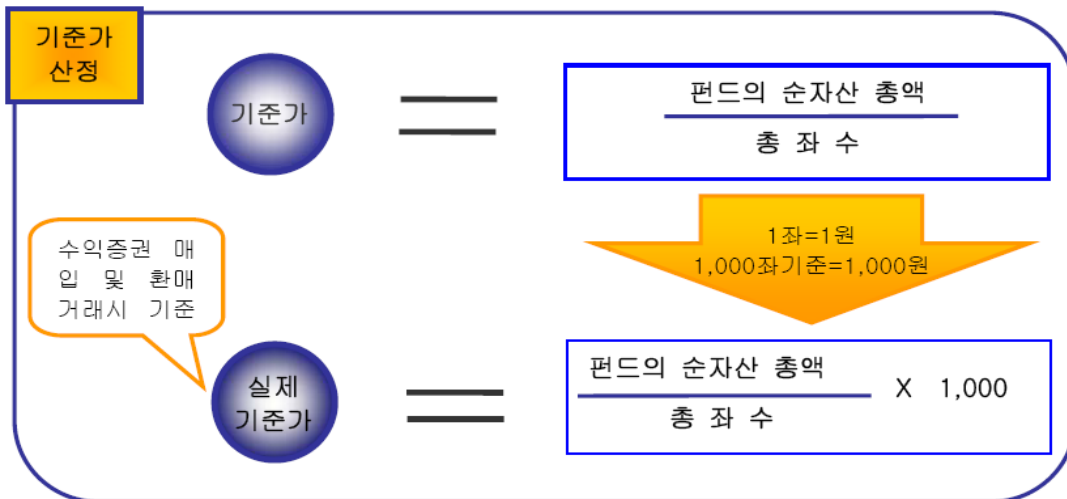 기준가
산정
기준가
펀드의 순자산 총액
총 좌 수
1좌=1원
1,000좌기준=1,000원
수익증권 매
입 및 환매
거래시 기준
실제
기준가
펀드의 순자산 총액
총 좌 수
X 1,000